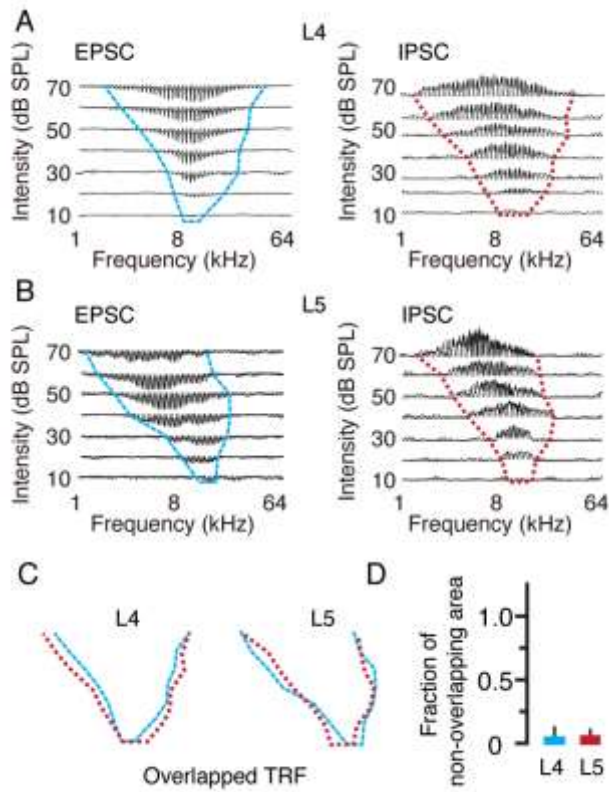 A
L4
EPSC
IPSC
Intensity (dB SPL)
70
50
30
10
1
8
64
Frequency (kHz)
Intensity (dB SPL)
70
50
30
10
1
8
64
Frequency (kHz)
B
L5
EPSC
IPSC
Intensity (dB SPL)
70
50
30
10
1
8
64
Frequency (kHz)
Intensity (dB SPL)
70
50
30
10
1
8
64
Frequency (kHz)
C
L4
L5
Overlapped TRF
D
Fraction of
non-overlapping area
1.0
0.5
0
L4
L5